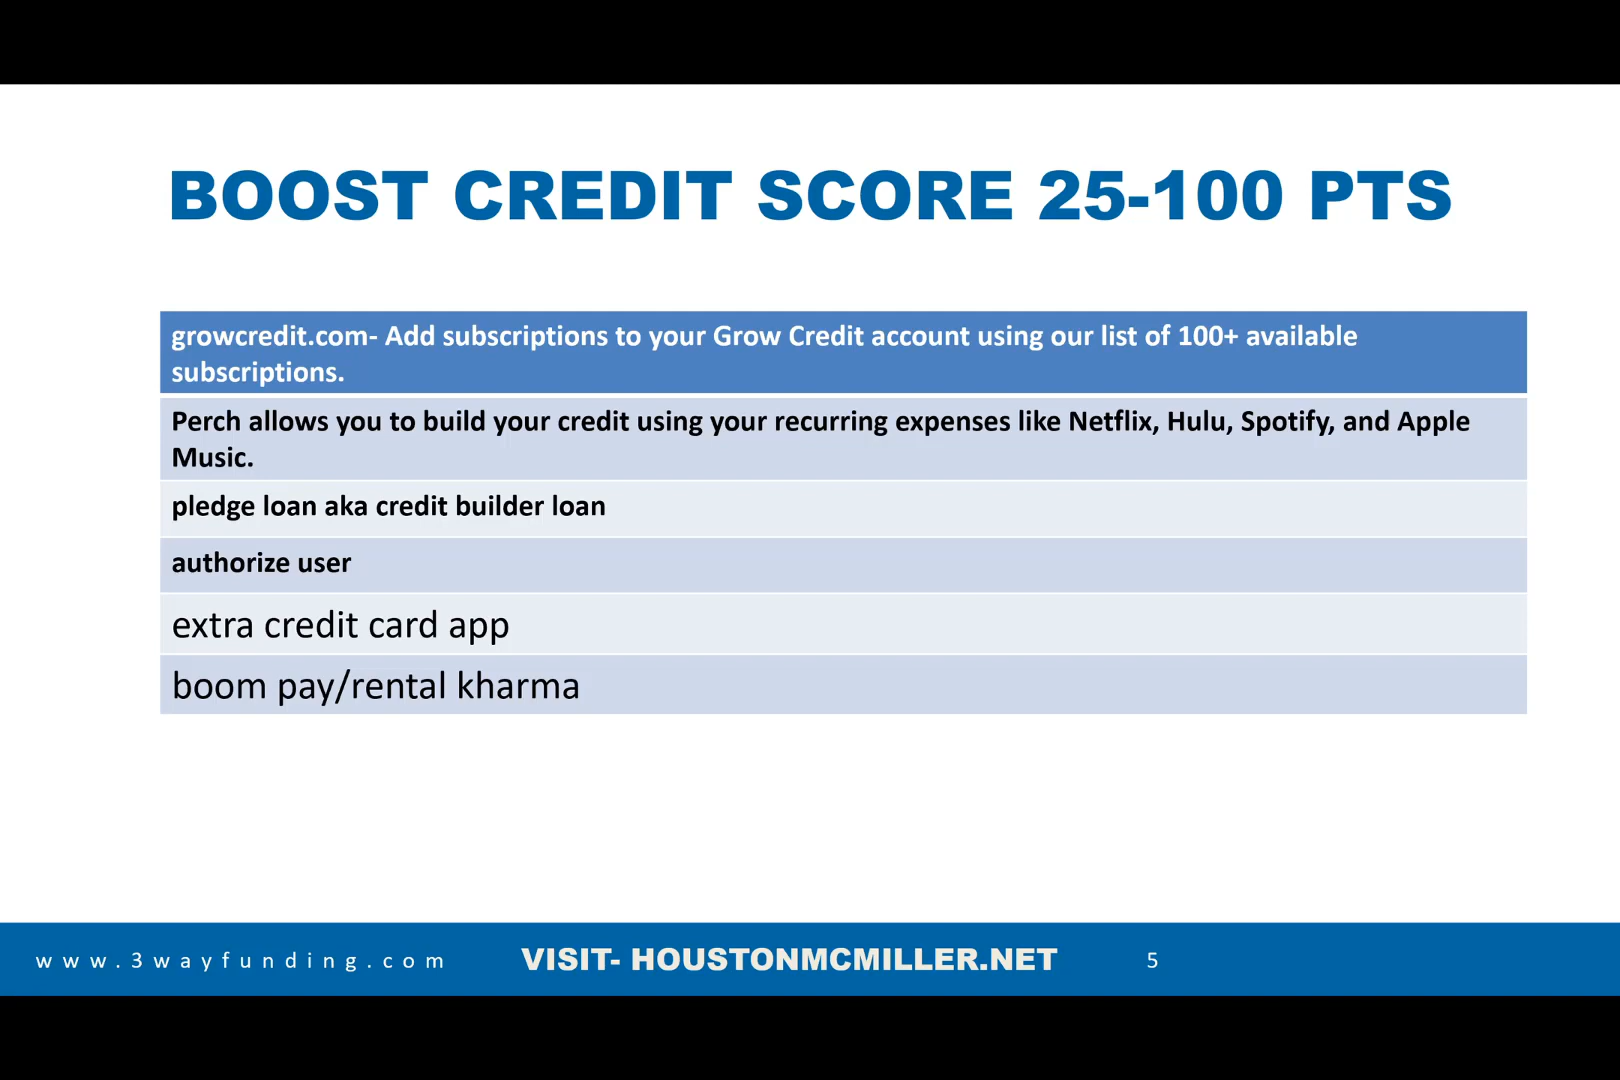 BOOST CREDIT SCORE 25-100 PTS
growcredit.com- Add subscriptions to your Grow Credit account using our list of 100+ available
subscriptions.
Perch allows you to build your credit using your recurring expenses like Netflix, Hulu, Spotify, and Apple
Music.
pledge loan aka credit builder loan
authorize user
extra credit card app
boom pay/rental kharma
www.3wayfunding.com
VISIT- HOUSTONMCMILLER.NET
5